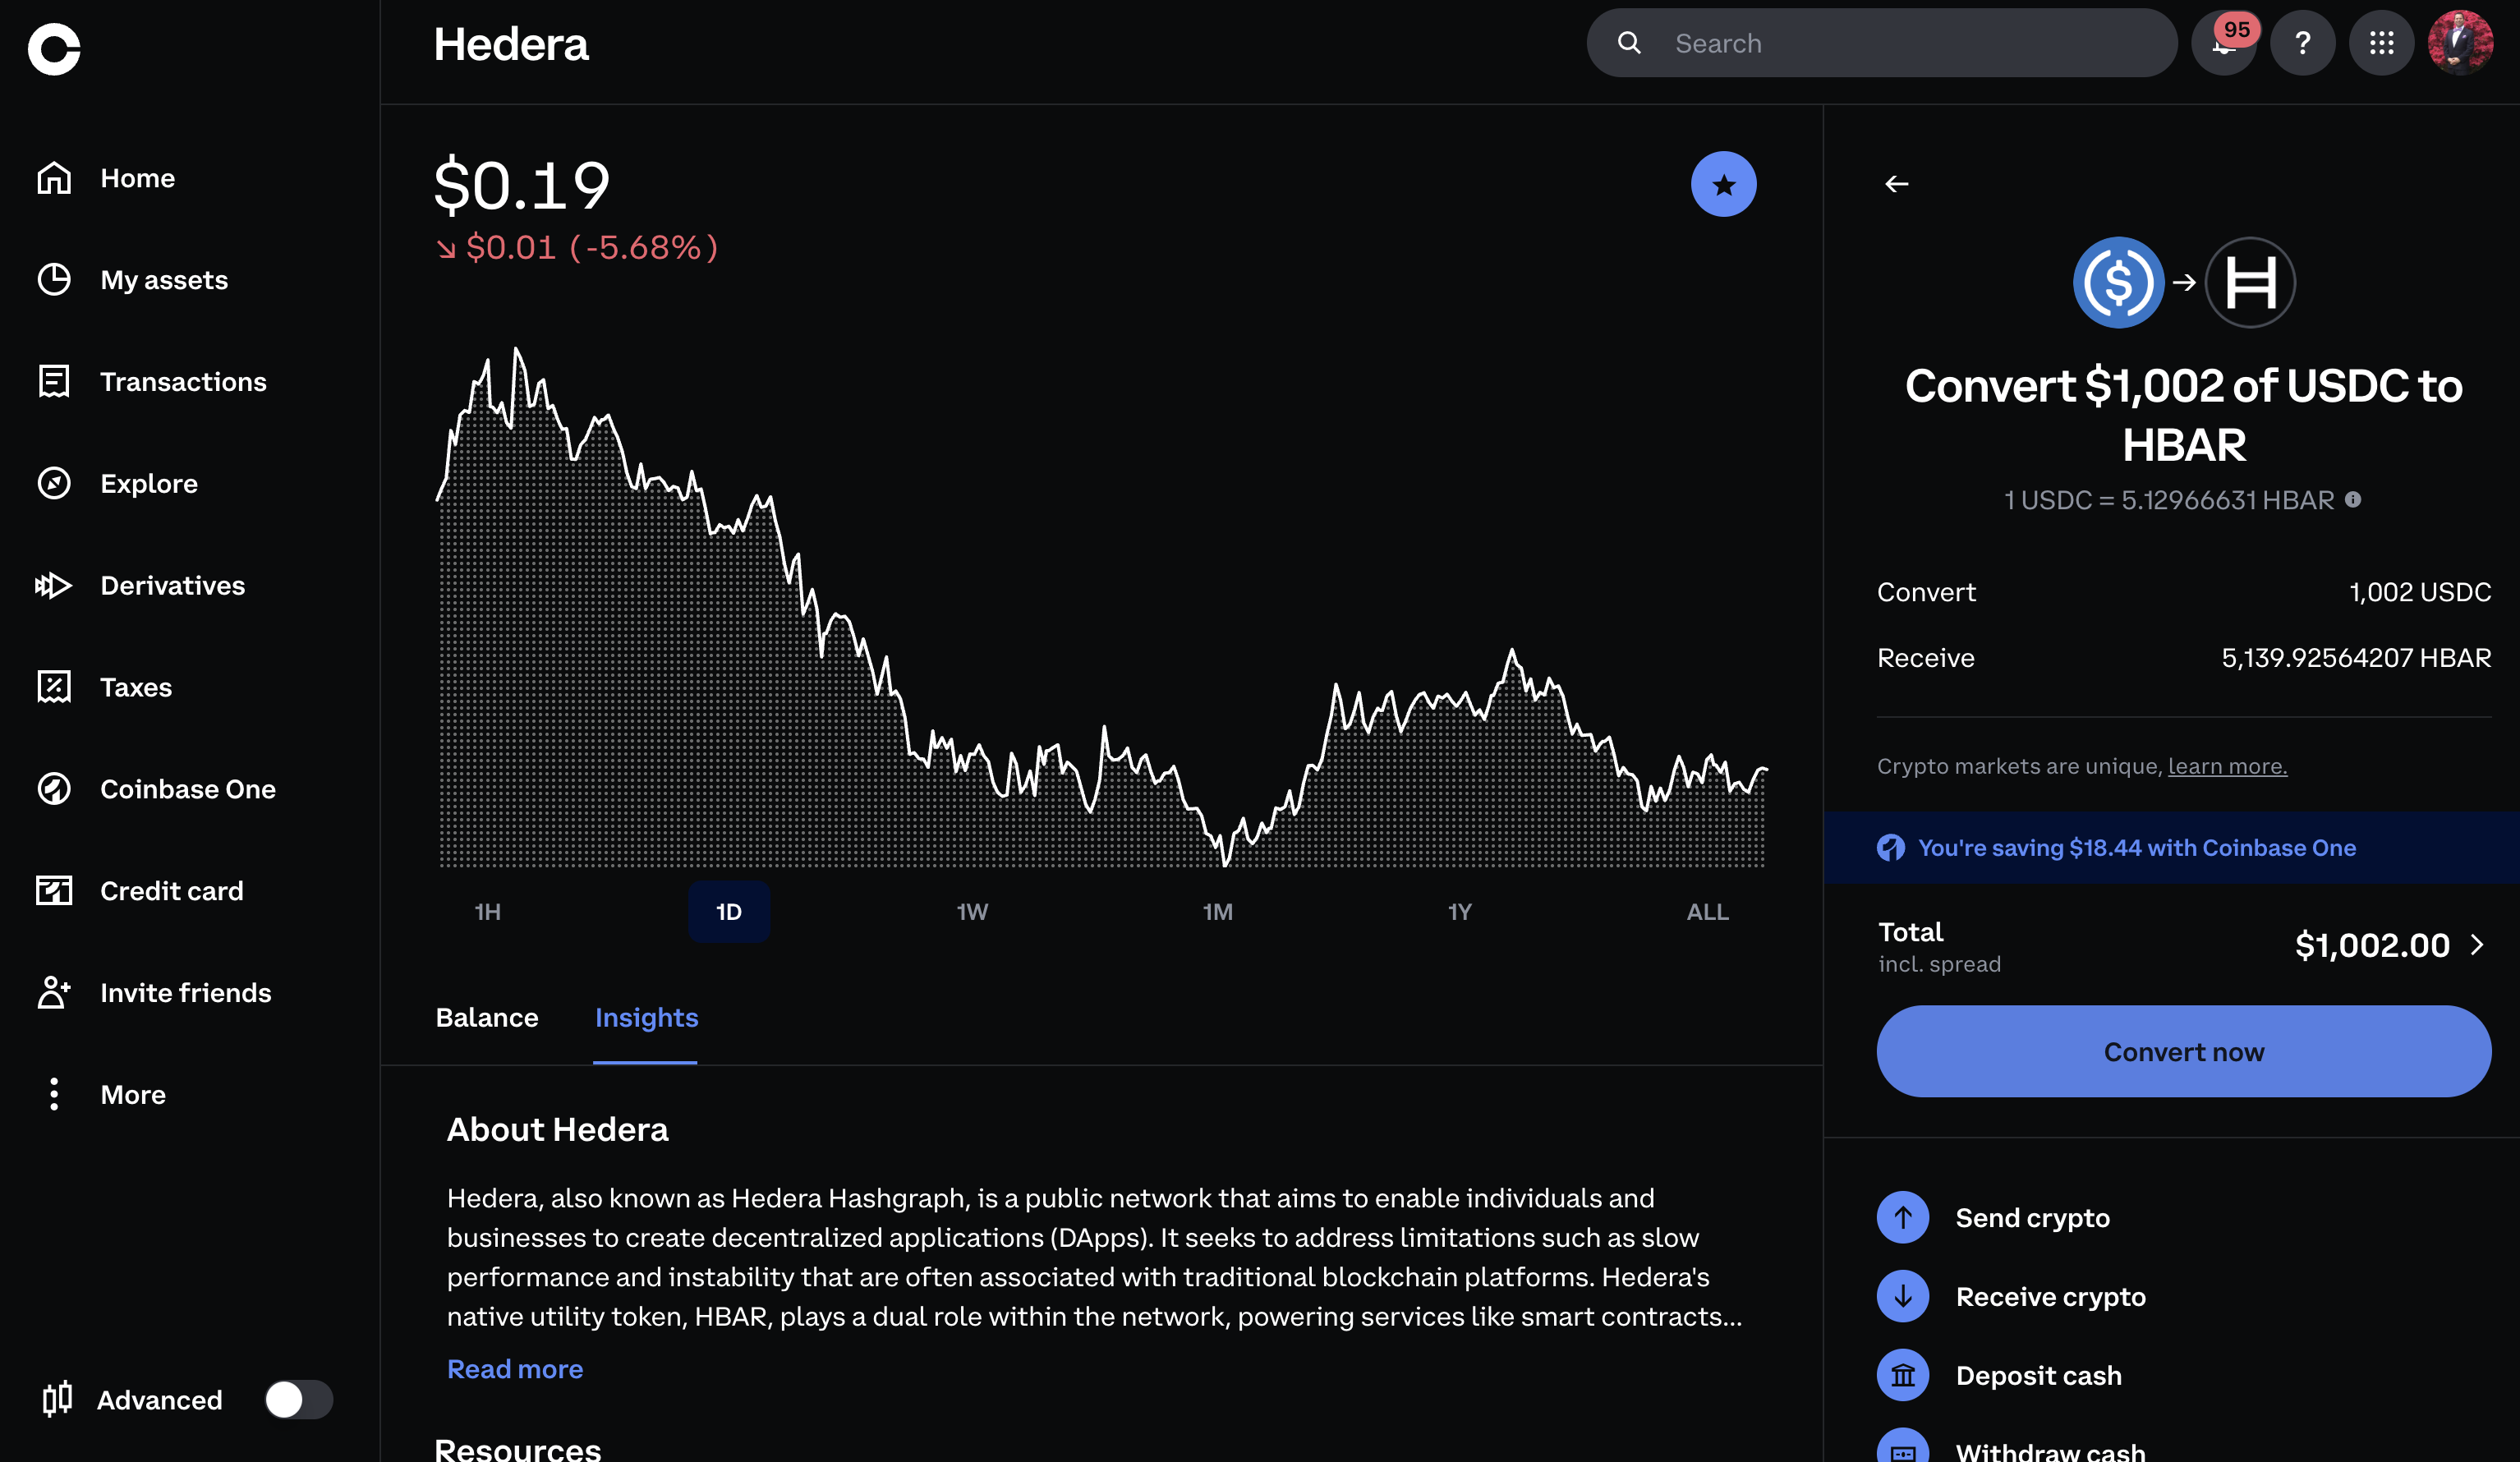 Hedera
Search
95
?
Home
My assets
Transactions
Explore
Derivatives
Taxes
Coinbase One
Credit card
Invite friends
More
Advanced
$0.19
↘ $0.01 (-5.68%)
1H
1D
1W
1M
1Y
ALL
Balance
Insights
About Hedera
Hedera, also known as Hedera Hashgraph, is a public network that aims to enable individuals and
businesses to create decentralized applications (DApps). It seeks to address limitations such as slow
performance and instability that are often associated with traditional blockchain platforms. Hedera's
native utility token, HBAR, plays a dual role within the network, powering services like smart contracts...
Read more
Resources
Convert $1,002 of USDC to
HBAR
1 USDC = 5.12966631 HBAR
Convert
1,002 USDC
Receive
5,139.92564207 HBAR
Crypto markets are unique, learn more.
You're saving $18.44 with Coinbase One
Total
incl. spread
$1,002.00
Convert now
Send crypto
Receive crypto
Deposit cash
Withdraw cash